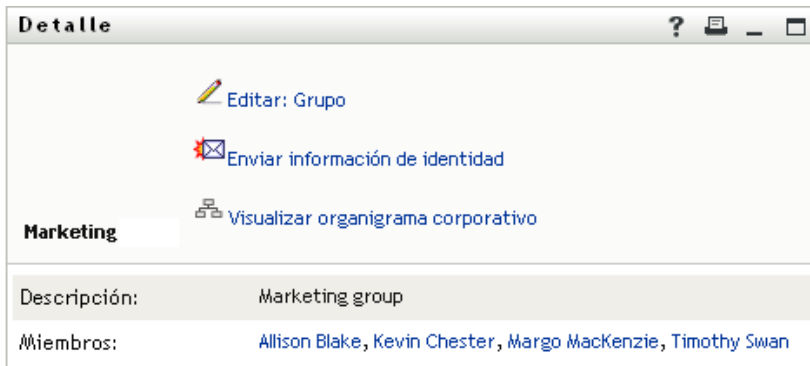 Detalle ?
Editar: Grupo
Enviar información de identidad
Visualizar organigrama corporativo
Marketing
Descripción: Marketing group
Miembros: Allison Blake, Kevin Chester, Margo MacKenzie, Timothy Swan